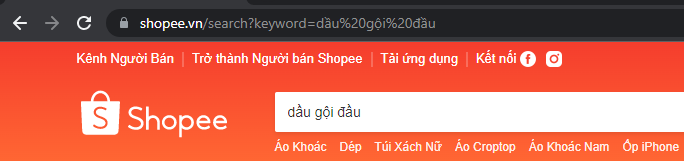 shopee.vn/search?keyword=dầu%20gội%20đầu
Kênh Người Bán Trở thành Người bán Shopee Tải ứng dụng Kết nối
Shopee
dầu gội đầu
Áo Khoác Dép Túi Xách Nữ Áo Croptop Áo Khoác Nam Ốp iPhone